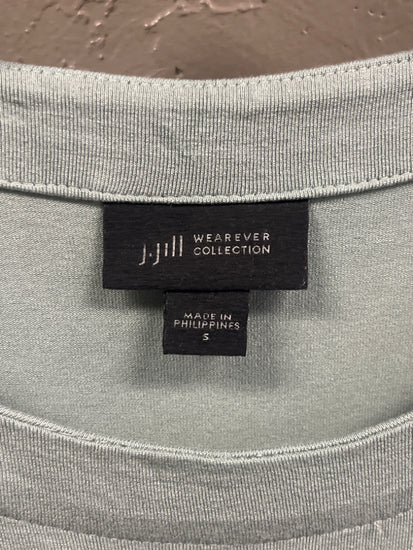 J.Jill WEAREVER
COLLECTION
MADE IN
PHILIPPINES
S